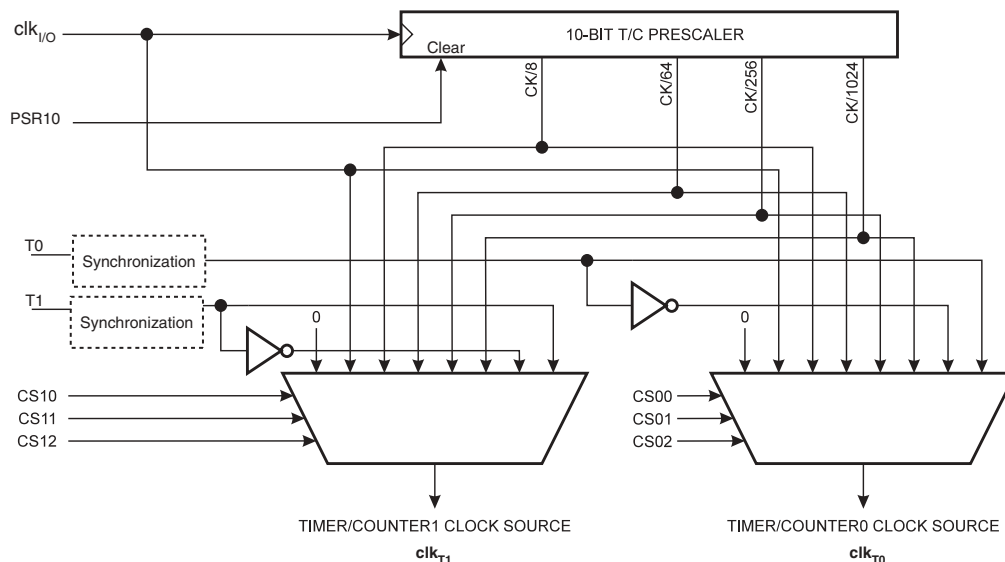 clkI/O
10-BIT T/C PRESCALER
Clear
CK/8
CK/64
CK/256
CK/1024
PSR10
T0
Synchronization
T1
Synchronization
0
0
CS10
CS11
CS12
CS00
CS01
CS02
TIMER/COUNTER1 CLOCK SOURCE
clkT1
TIMER/COUNTER0 CLOCK SOURCE
clkT0